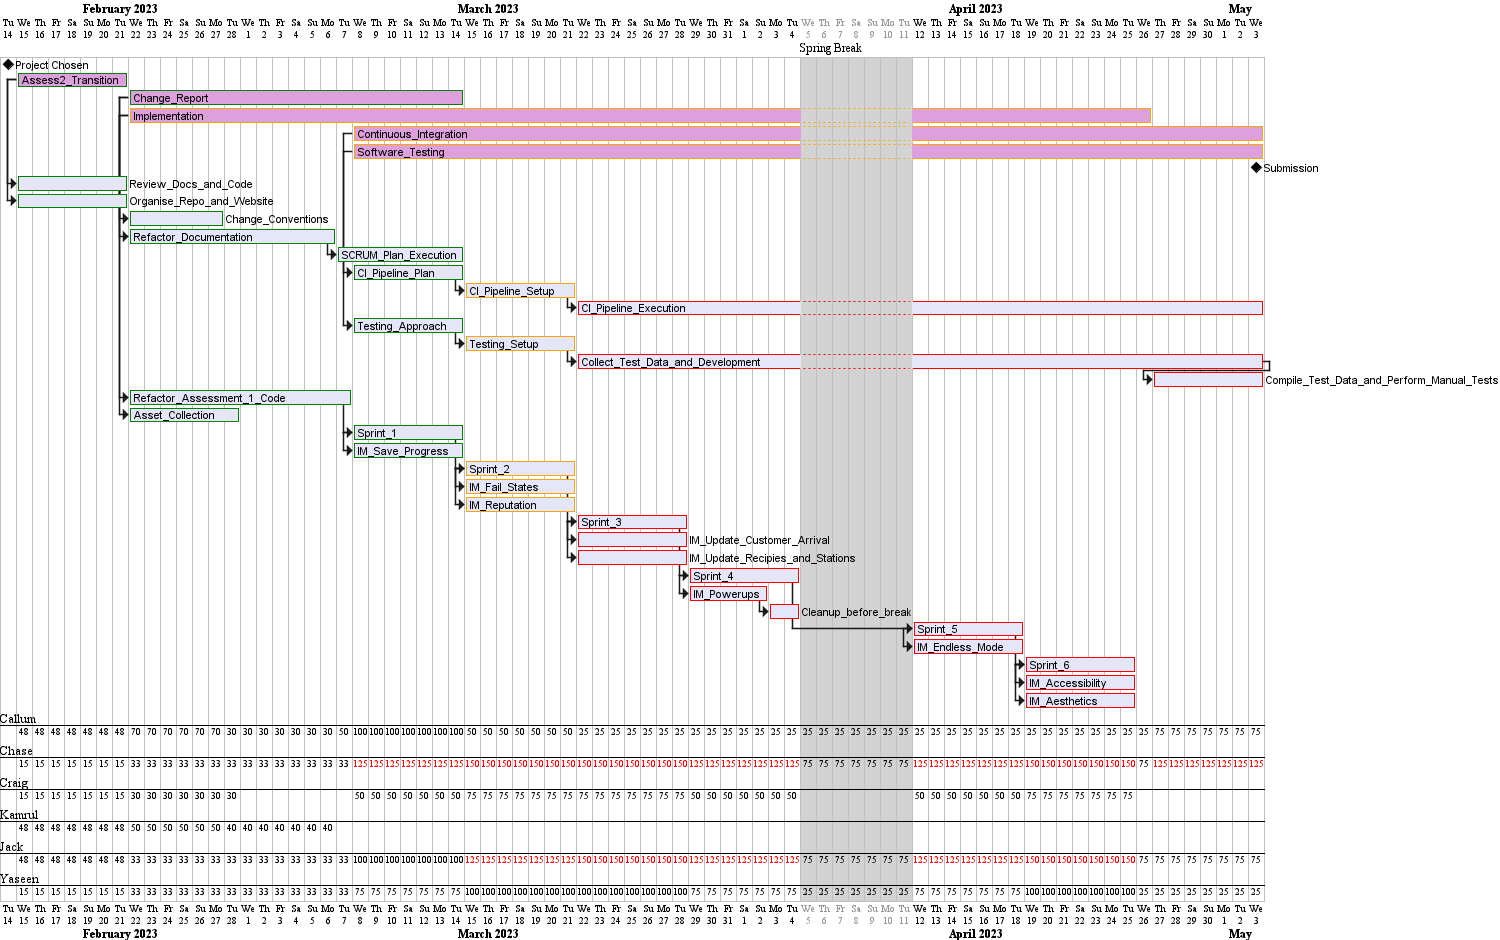 February 2023 March 2023 April 2023 May
Tu We Th Fr Sa Su Mo Tu We Th Fr Sa Su Mo Tu We Th Fr Sa Su Mo Tu We Th Fr Sa Su Mo Tu We Th Fr Sa Su Mo Tu We Th Fr Sa Su Mo Tu We Th Fr Sa Su Mo Tu We Th Fr Sa Su Mo Tu We Th Fr Sa Su Mo Tu We Th Fr Sa Su Mo Tu We Th Fr Sa Su Mo Tu We
14 15 16 17 18 19 20 21 22 23 24 25 26 27 28 1 2 3 4 5 6 7 8 9 10 11 12 13 14 15 16 17 18 19 20 21 22 23 24 25 26 27 28 29 30 31 1 2 3 4 5 6 7 8 9 10 11 12 13 14 15 16 17 18 19 20 21 22 23 24 25 26 27 28 29 30 1 2 3
Spring Break
Project Chosen
Assess2_Transition
Change_Report
Implementation
Continuous_Integration
Software_Testing
Submission
Review_Docs_and_Code
Organise_Repo_and_Website
Change_Conventions
Refactor_Documentation
SCRUM_Plan_Execution
CI_Pipeline_Plan
CI_Pipeline_Setup
CI_Pipeline_Execution
Testing_Approach
Testing_Setup
Collect_Test_Data_and_Development
Compile_Test_Data_and_Perform_Manual_Tests
Refactor_Assessment_1_Code
Asset_Collection
Sprint_1
IM_Save_Progress
Sprint_2
IM_Fail_States
IM_Reputation
Sprint_3
IM_Update_Customer_Arrival
IM_Update_Recipies_and_Stations
Sprint_4
IM_Powerups
Cleanup_before_break
Sprint_5
IM_Endless_Mode
Sprint_6
IM_Accessibility
IM_Aesthetics
Callum
48 48 48 48 48 48 48 70 70 70 70 70 70 30 30 30 30 30 30 30 50 100 100 100 100 100 100 100 50 50 50 50 50 50 50 25 25 25 25 25 25 25 25 25 25 25 25 25 25 25 25 25 25 25 25 25 25 25 25 25 25 25 25 25 25 25 25 25 25 25 25 75 75 75 75 75 75 75
Chase
15 15 15 15 15 15 15 33 33 33 33 33 33 33 33 33 33 33 33 33 33 125 125 125 125 125 125 125 150 150 150 150 150 150 150 150 150 150 150 150 150 150 125 125 125 125 125 125 125 75 75 75 75 75 75 75 125 125 125 125 125 125 125 150 150 150 150 150 150 150 75 125 125 125 125 125 125 125
Craig
15 15 15 15 15 15 15 30 30 30 30 30 30 30 50 50 50 50 50 50 50 75 75 75 75 75 75 75 75 75 75 75 75 75 75 50 50 50 50 50 50 50 50 50 50 50 50 50 50 75 75 75 75 75 75 75
Kamrul
48 48 48 48 48 48 48 50 50 50 50 50 50 40 40 40 40 40 40 40
Jack
48 48 48 48 48 48 48 33 33 33 33 33 33 33 33 33 33 33 33 33 33 100 100 100 100 100 100 100 125 125 125 125 125 125 125 150 150 150 150 150 150 150 125 125 125 125 125 125 125 75 75 75 75 75 75 75 125 125 125 125 125 125 125 150 150 150 150 150 150 150 75 75 75 75 75 75 75 75
Yaseen
15 15 15 15 15 15 15 33 33 33 33 33 33 33 33 33 33 33 33 33 33 75 75 75 75 75 75 75 100 100 100 100 100 100 100 100 100 100 100 100 100 100 75 75 75 75 75 75 75 25 25 25 25 25 25 25 75 75 75 75 75 75 75 100 100 100 100 100 100 100 25 25 25 25 25 25 25 25
Tu We Th Fr Sa Su Mo Tu We Th Fr Sa Su Mo Tu We Th Fr Sa Su Mo Tu We Th Fr Sa Su Mo Tu We Th Fr Sa Su Mo Tu We Th Fr Sa Su Mo Tu We Th Fr Sa Su Mo Tu We Th Fr Sa Su Mo Tu We Th Fr Sa Su Mo Tu We Th Fr Sa Su Mo Tu We Th Fr Sa Su Mo Tu We
14 15 16 17 18 19 20 21 22 23 24 25 26 27 28 1 2 3 4 5 6 7 8 9 10 11 12 13 14 15 16 17 18 19 20 21 22 23 24 25 26 27 28 29 30 31 1 2 3 4 5 6 7 8 9 10 11 12 13 14 15 16 17 18 19 20 21 22 23 24 25 26 27 28 29 30 1 2 3
February 2023 March 2023 April 2023 May